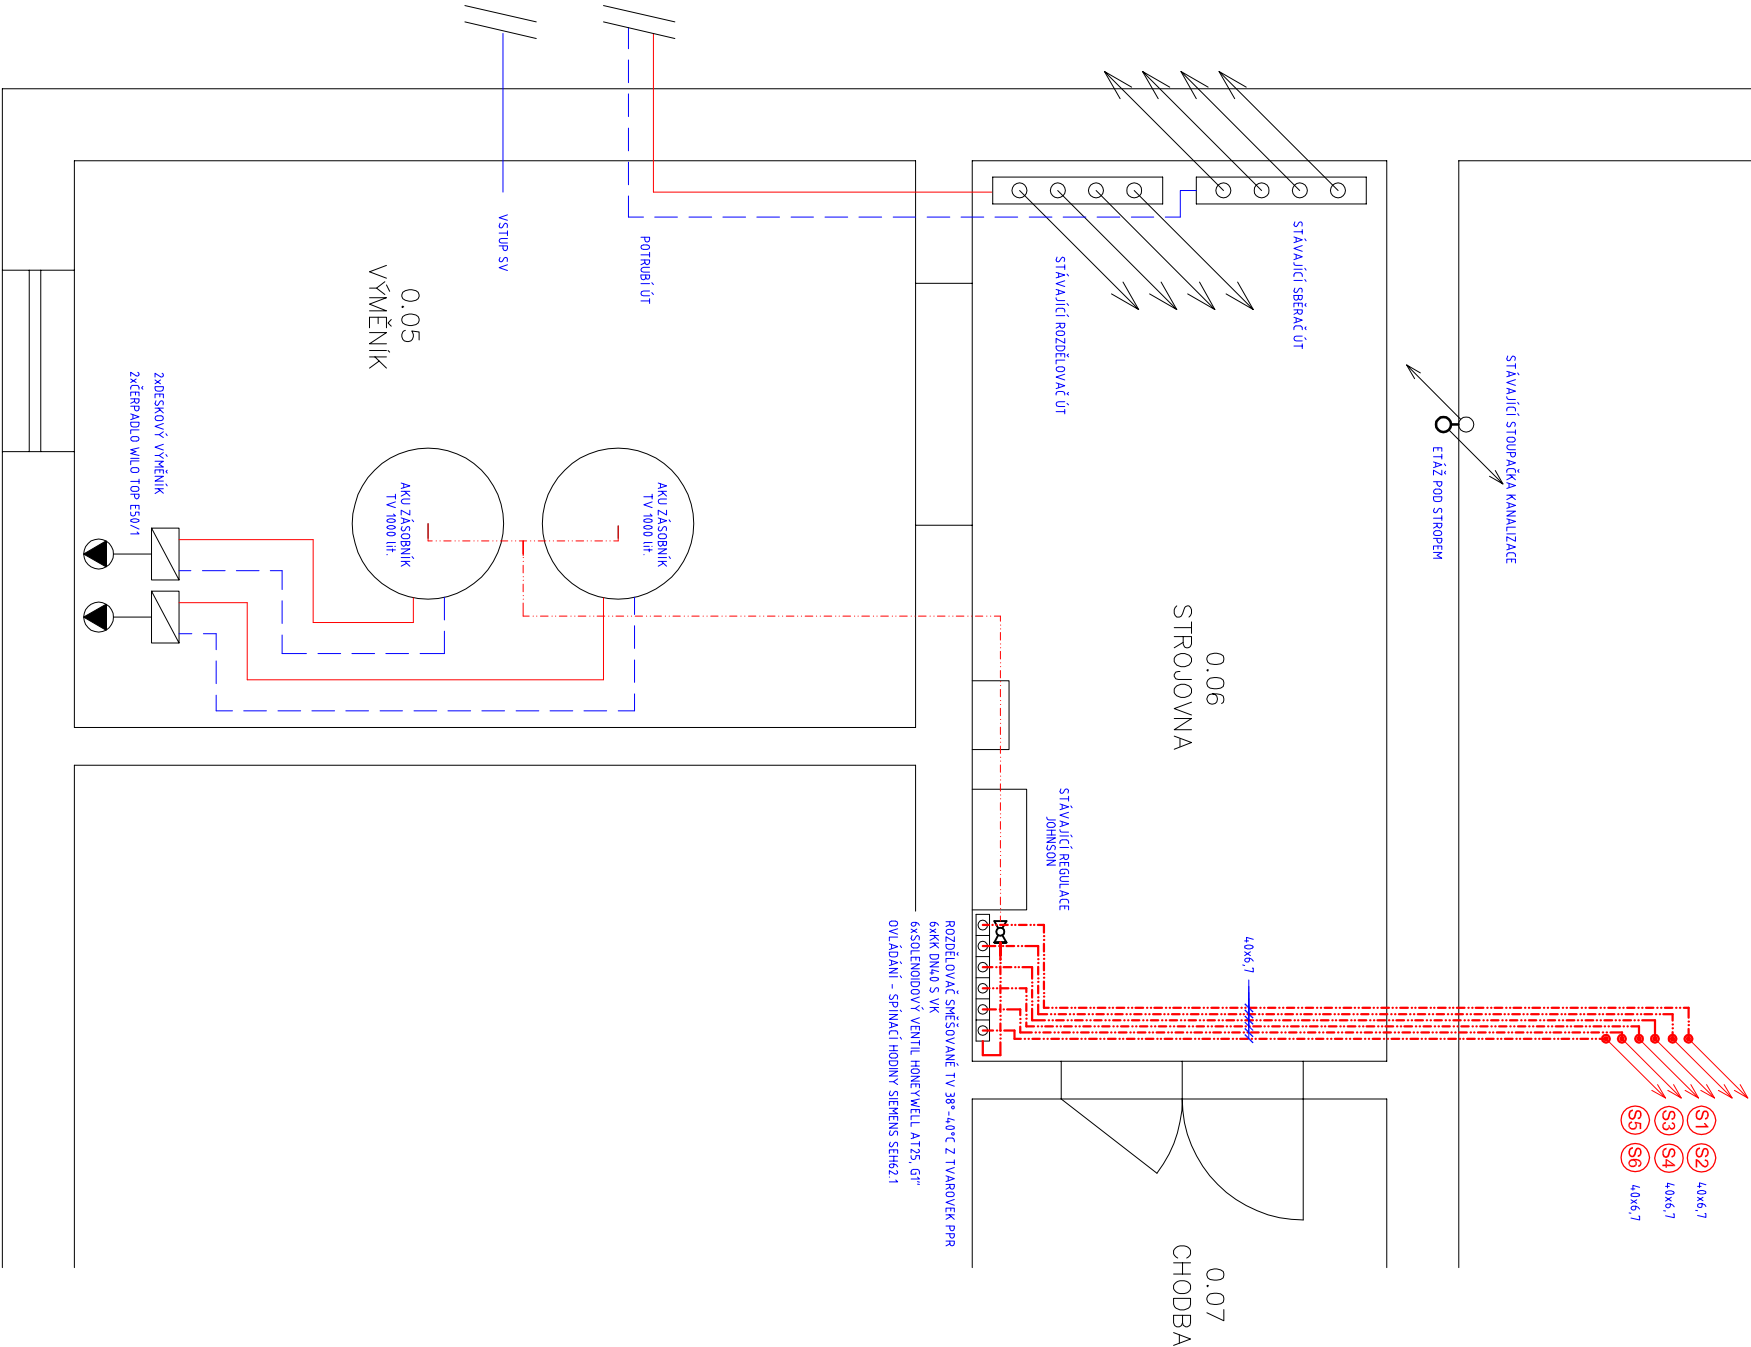 VSTUP SV
POTRUBÍ ÚT
STÁVAJÍCÍ ROZDĚLOVAČ ÚT
STÁVAJÍCÍ SBĚRAČ ÚT
STÁVAJÍCÍ STOUPAČKA KANALIZACE
ETÁŽ POD STROPEM
0.05
VÝMĚNÍK
2xDESKOVÝ VÝMĚNÍK
2xČERPADLO WILO TOP E50/1
AKU ZÁSOBNÍK
TV 1000 lit.
AKU ZÁSOBNÍK
TV 1000 lit.
0.06
STROJOVNA
STÁVAJÍCÍ REGULACE
JOHNSON
40x6,7
ROZDĚLOVAČ SMĚŠOVANÉ TV 38°-40°C Z TVAROVEK PPR
6xKK DN40 S VK
6xSOLENOIDOVÝ VENTIL HONEYWELL AT25, G1"
OVLÁDÁNÍ - SPÍNACÍ HODINY SIEMENS SEH62.1
S1 S2 40x6,7
S3 S4 40x6,7
S5 S6 40x6,7
0.07
CHODBA